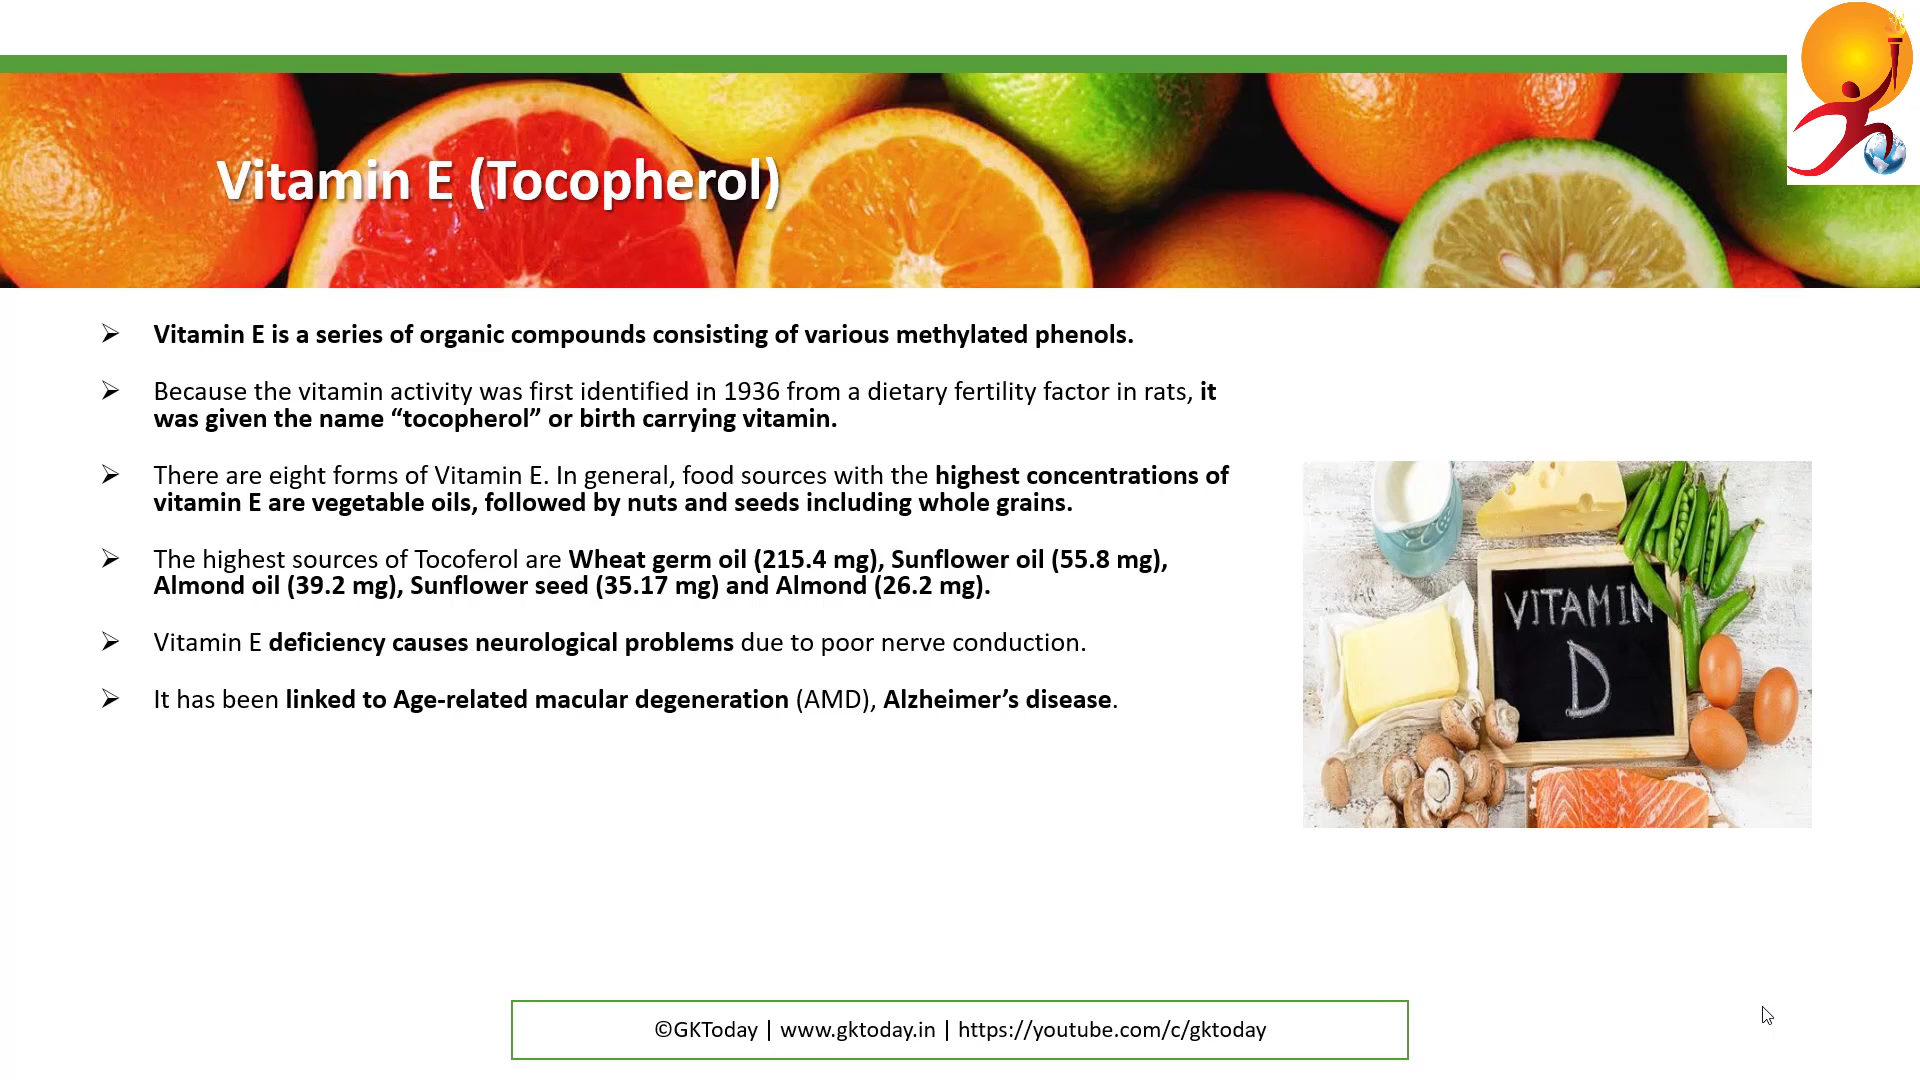 Vitamin E (Tocopherol)
Vitamin E is a series of organic compounds consisting of various methylated phenols.
Because the vitamin activity was first identified in 1936 from a dietary fertility factor in rats, it
was given the name “tocopherol” or birth carrying vitamin.
There are eight forms of Vitamin E. In general, food sources with the highest concentrations of
vitamin E are vegetable oils, followed by nuts and seeds including whole grains.
The highest sources of Tocoferol are Wheat germ oil (215.4 mg), Sunflower oil (55.8 mg),
Almond oil (39.2 mg), Sunflower seed (35.17 mg) and Almond (26.2 mg).
Vitamin E deficiency causes neurological problems due to poor nerve conduction.
It has been linked to Age-related macular degeneration (AMD), Alzheimer’s disease.
VITAMIN
D
©GKToday | www.gktoday.in | https://youtube.com/c/gktoday